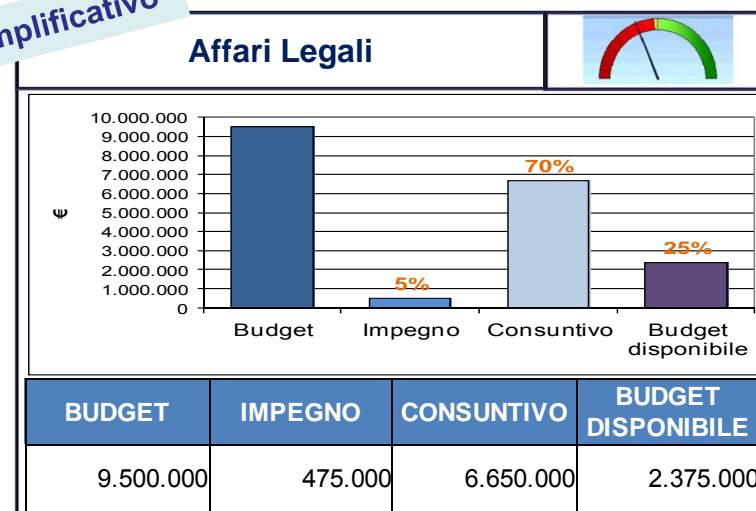 Affari Legali
10.000.000
9.000.000
8.000.000
7.000.000
6.000.000
5.000.000
4.000.000
3.000.000
2.000.000
1.000.000
0
€
5%
70%
25%
Budget
Impegno
Consuntivo
Budget
disponibile
BUDGET
IMPEGNO
CONSUNTIVO
BUDGET
DISPONIBILE
9.500.000
475.000
6.650.000
2.375.000